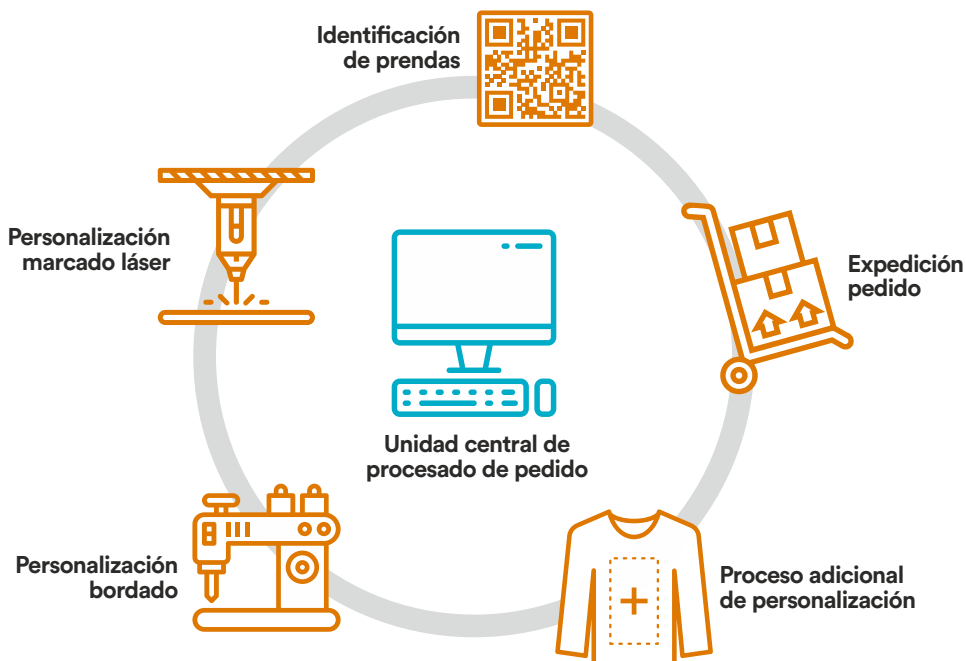 Identificación
de prendas
Personalización
marcado láser
Expedición
pedido
Unidad central de
procesado de pedido
Personalización
bordado
Proceso adicional
de personalización